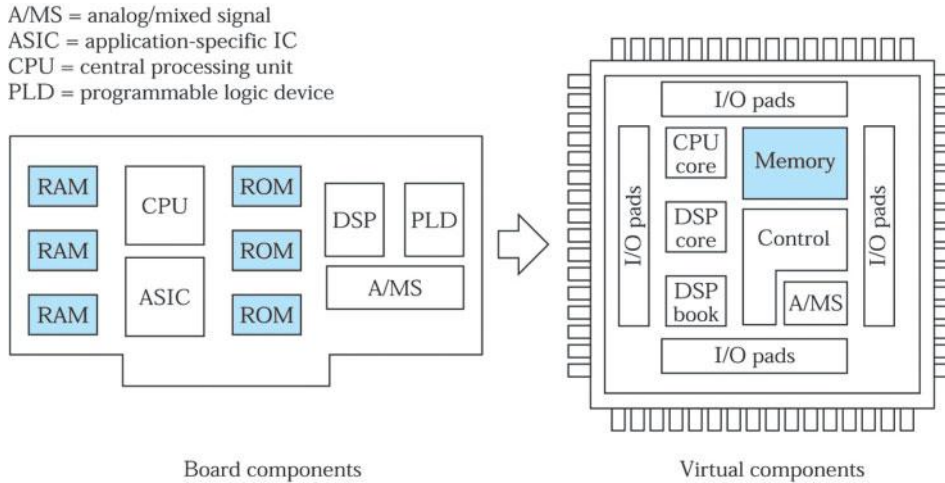 A/MS = analog/mixed signal
ASIC = application-specific IC
CPU = central processing unit
PLD = programmable logic device
RAM
CPU
ROM
DSP
PLD
RAM
ROM
ASIC
A/MS
RAM
ROM
I/O pads
I/O pads
CPU
core
Memory
I/O pads
DSP
core
Control
DSP
book
A/MS
I/O pads
Board components
Virtual components